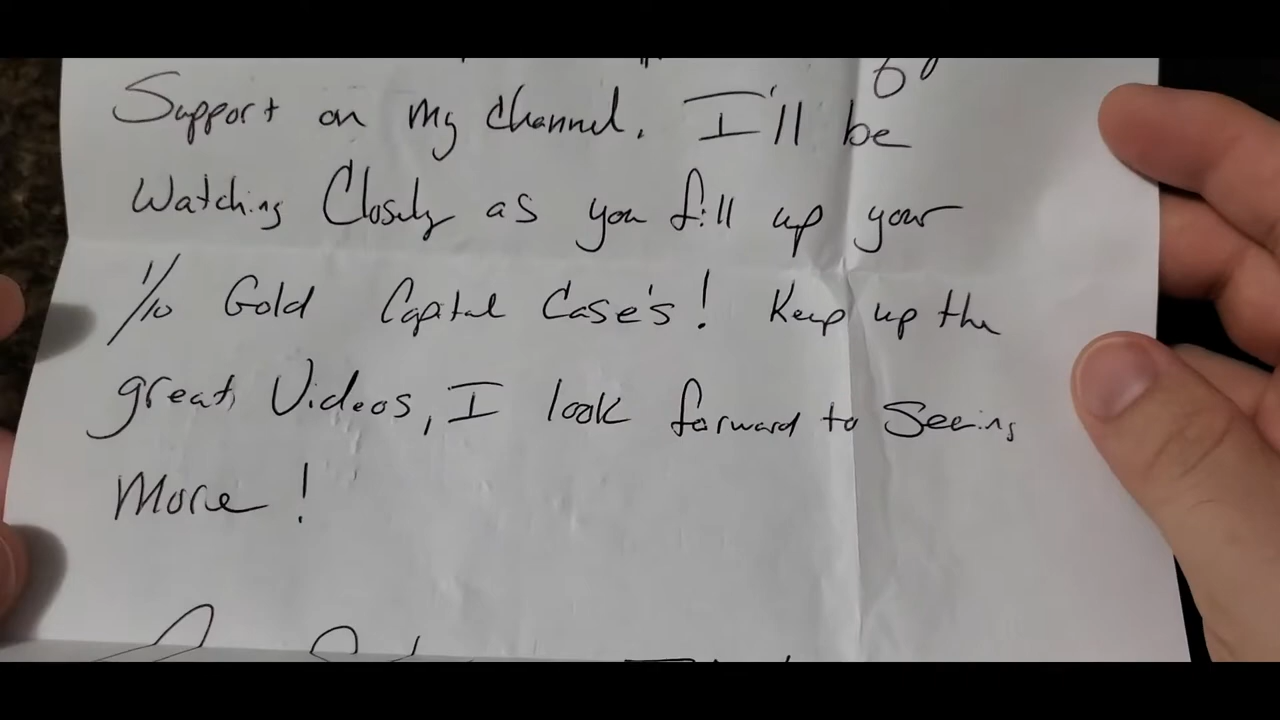 Support on my channel. I'll be
Watching Closely as you fill up your
1/10 Gold Capital Case's! Keep up the
great Videos, I look forward to Seeing
More!